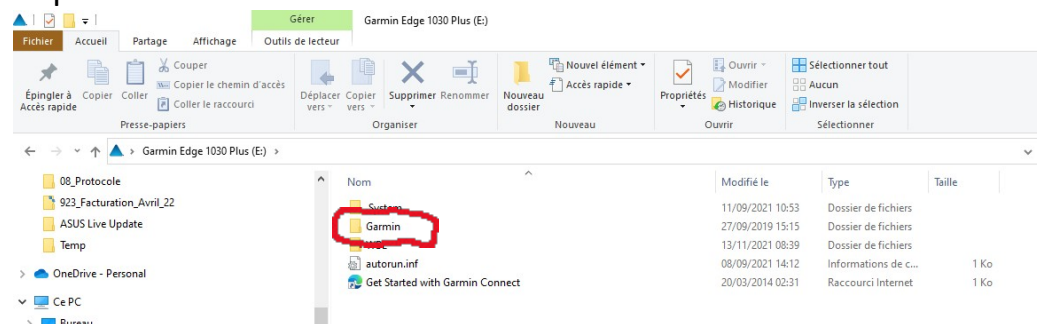 Gérer
Garmin Edge 1030 Plus (E:)
Fichier
Accueil
Partage
Affichage
Outils de lecteur
Épingler à
Accès rapide
Copier
Coller
Couper
Copier le chemin d'accès
Coller le raccourci
Presse-papiers
Déplacer
vers
Copier
vers
Supprimer
Renommer
Organiser
Nouveau
dossier
Nouvel élément
Accès rapide
Nouveau
Propriétés
Ouvrir
Modifier
Historique
Ouvrir
Sélectionner tout
Aucun
Inverser la sélection
Sélectionner
Garmin Edge 1030 Plus (E:)
08_Protocole
923_Facturation_Avril_22
ASUS Live Update
Temp
OneDrive - Personal
Ce PC
Bureau
Nom Modifié le Type Taille
System 11/09/2021 10:53 Dossier de fichiers
Garmin 27/09/2019 15:15 Dossier de fichiers
13/11/2021 08:39 Dossier de fichiers
autorun.inf 08/09/2021 14:12 Informations de c... 1 Ko
Get Started with Garmin Connect 20/03/2014 02:31 Raccourci Internet 1 Ko